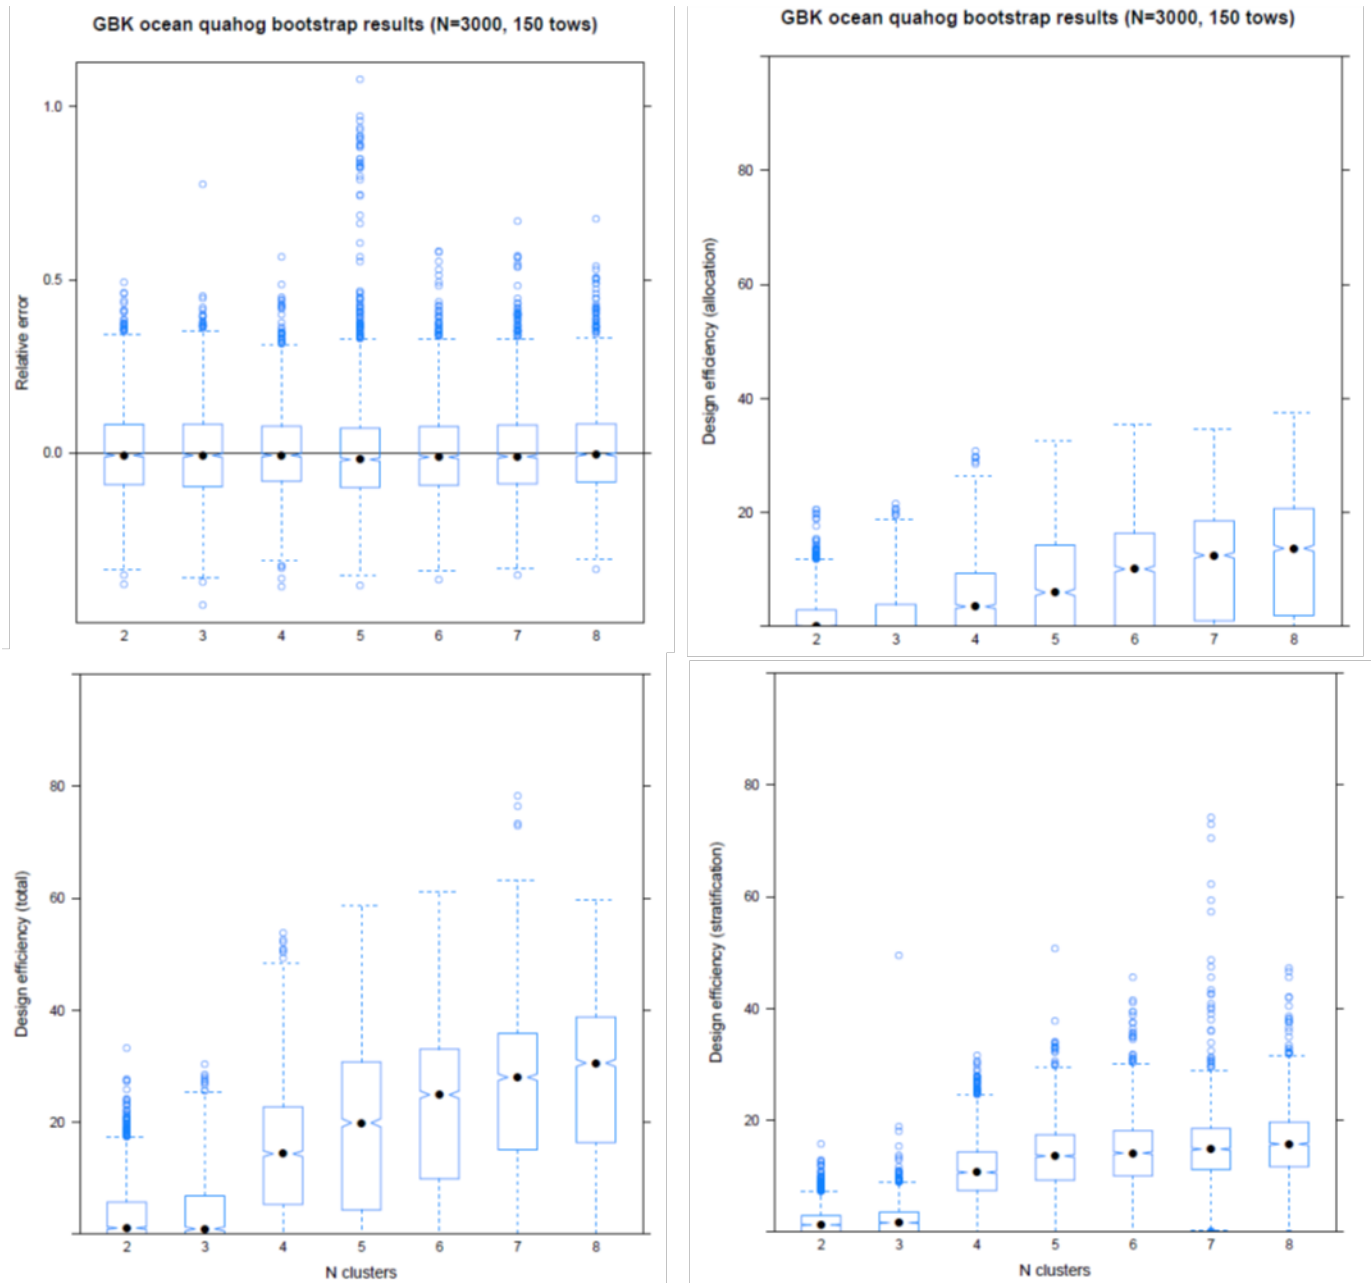 GBK ocean quahog bootstrap results (N=3000, 150 tows)
Relative error
1.0
0.5
0.0
2 3 4 5 6 7 8
GBK ocean quahog bootstrap results (N=3000, 150 tows)
Design efficiency (allocation)
80
60
40
20
2 3 4 5 6 7 8
Design efficiency (total)
80
60
40
20
2 3 4 5 6 7 8
N clusters
Design efficiency (stratification)
80
60
40
20
2 3 4 5 6 7 8
N clusters